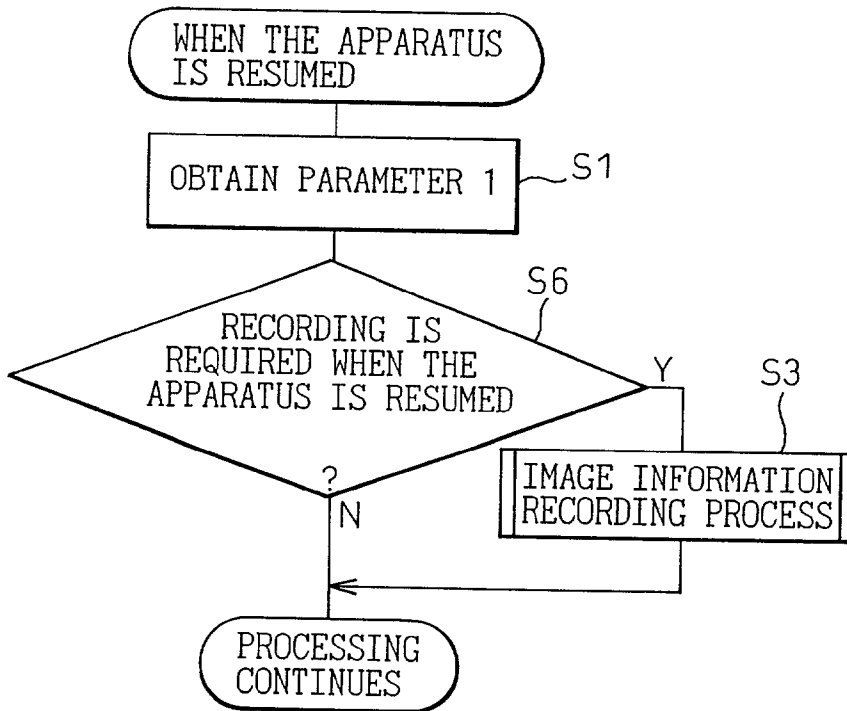 WHEN THE APPARATUS
IS RESUMED
OBTAIN PARAMETER 1
S1
S6
RECORDING IS
REQUIRED WHEN THE
APPARATUS IS RESUMED
?
Y
N
S3
IMAGE INFORMATION
RECORDING PROCESS
PROCESSING
CONTINUES